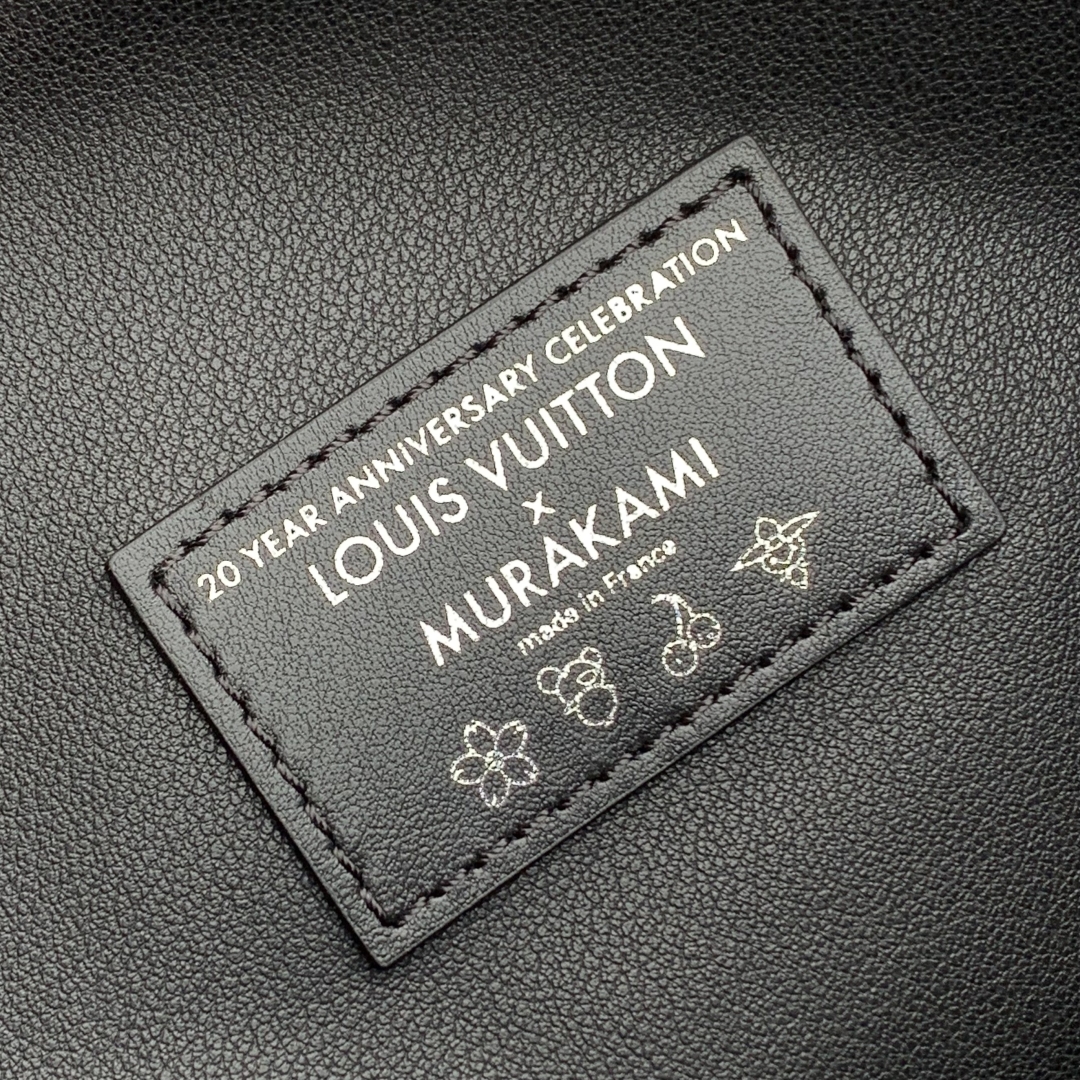 20 YEAR ANNIVERSARY CELEBRATION
LOUIS VUITTON
x
MURAKAMI
made in France